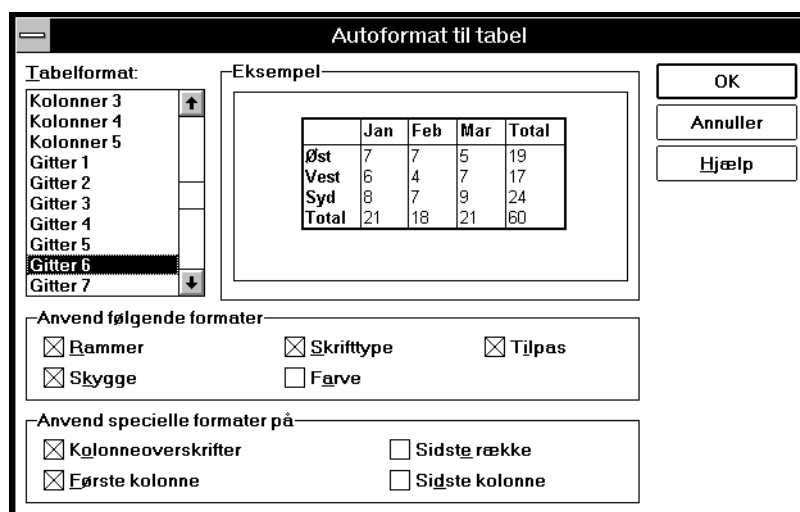 Autoformat til tabel
Tabelformat:
Kolonner 3
Kolonner 4
Kolonner 5
Gitter 1
Gitter 2
Gitter 3
Gitter 4
Gitter 5
Gitter 6
Gitter 7
Eksempel
Jan Feb Mar Total
Øst 7 7 5 19
Vest 6 4 7 17
Syd 8 7 9 24
Total 21 18 21 60
OK
Annuller
Hjælp
Anvend følgende formater
Rammer Skrifttype Tilpas
Skygge Farve
Anvend specielle formater på
Kolonneoverskrifter Sidste række
Første kolonne Sidste kolonne